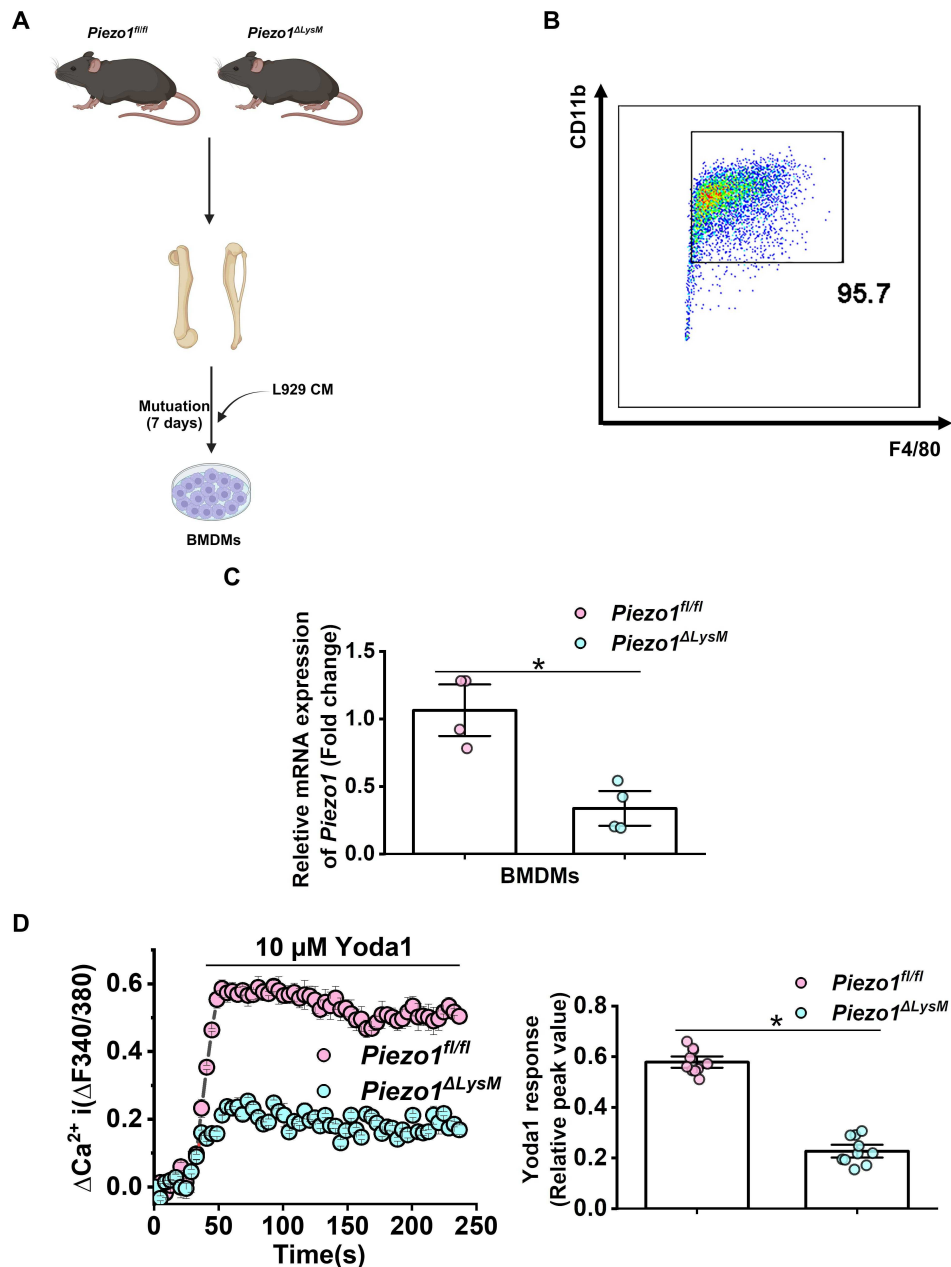 A
Piezo1fl/fl
Piezo1ΔLysM
L929 CM
Mutuation
(7 days)
BMDMs
B
CD11b
95.7
F4/80
C
Piezo1fl/fl
Piezo1ΔLysM
Reletive mRNA expression
of Piezo1 (Fold change)
1.5
1.0
0.5
0.0
*
BMDMs
D
10 μM Yoda1
ΔCa2+ i(ΔF340/380)
0.6
0.4
0.2
0.0
Piezo1fl/fl
Piezo1ΔLysM
0 50 100 150 200 250
Time(s)
Piezo1fl/fl
Piezo1ΔLysM
Yoda1 response
(Relative peak value)
0.8
0.6
0.4
0.2
0.0
*